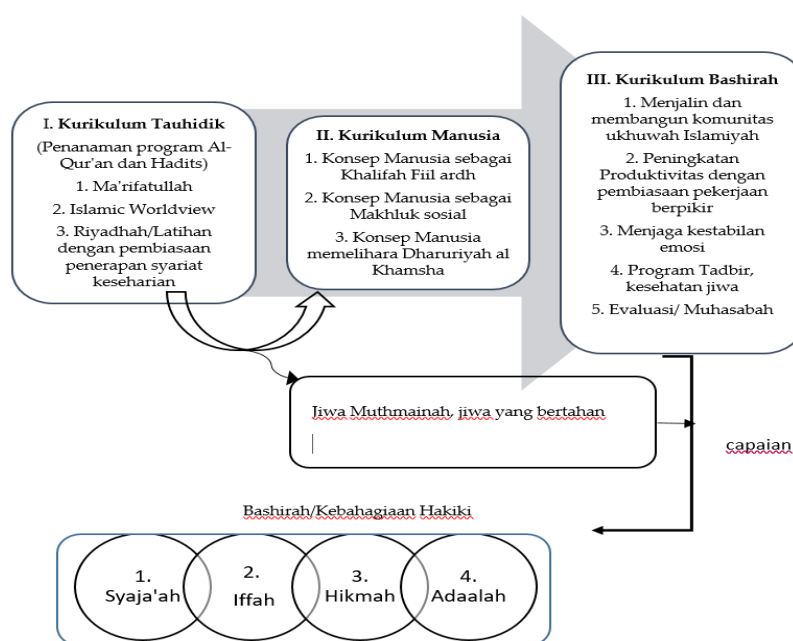 I. Kurikulum Tauhidik
(Penanaman program Al-
Qur'an dan Hadits)
1. Ma'rifatullah
2. Islamic Worldview
3. Riyadhah/Latihan
dengan pembiasaan
penerapan syariat
keseharian
II. Kurikulum Manusia
1. Konsep Manusia sebagai
Khalifah Fiil ardh
2. Konsep Manusia sebagai
Makhluk sosial
3. Konsep Manusia
memelihara Dharuriyah al
Khamsha
III. Kurikulum Bashirah
1. Menjalin dan
membangun komunitas
ukhuwah Islamiyah
2. Peningkatan
Produktivitas dengan
pembiasaan pekerjaan
berpikir
3. Menjaga kestabilan
emosi
4. Program Tadbir,
kesehatan jiwa
5. Evaluasi/ Muhasabah
Jiwa Muthmainah, jiwa yang bertahan
capaian
Bashirah/Kebahagiaan Hakiki
1.
Syaja'ah
2.
Iffah
3.
Hikmah
4.
Adaalah